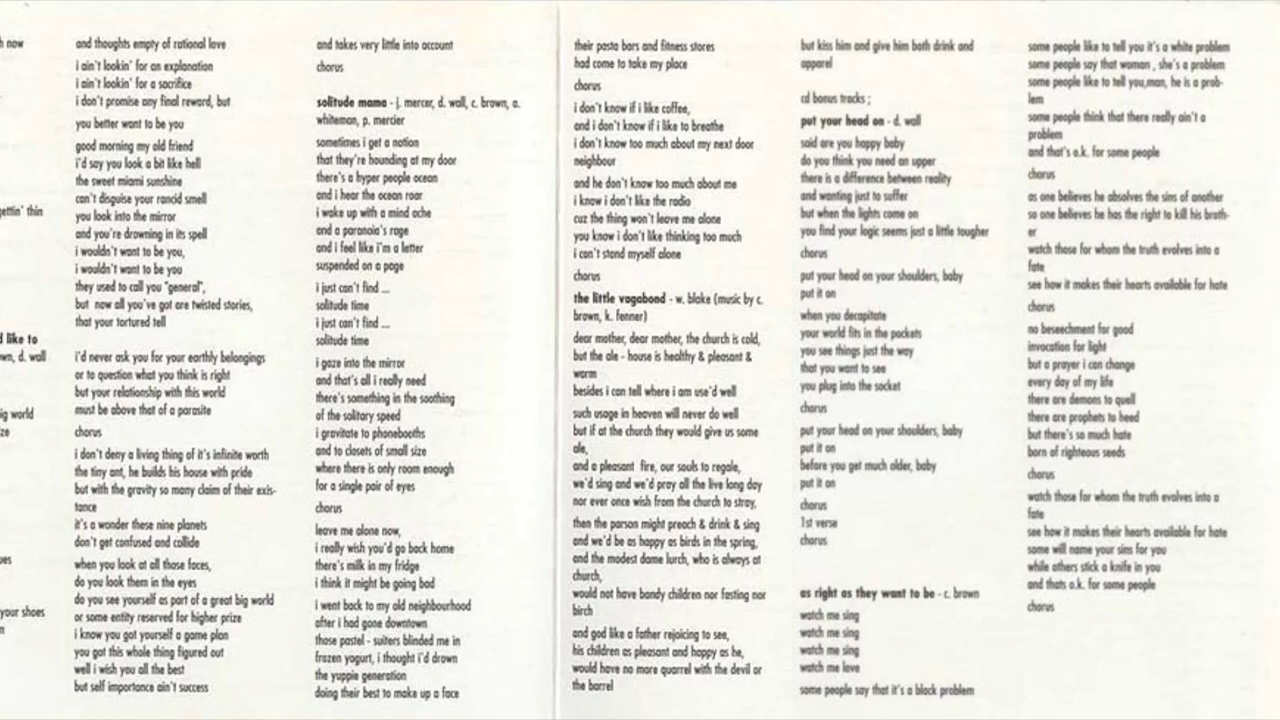 h now
ettin' thin
d like to
wn, d. wall
ig world
ze
ues
your shoes
n
and thoughts empty of rational love
i ain't lookin' for an explanation
i ain't lookin' for a sacrifice
i don't promise any final reward, but
you better want to be you
good morning my old friend
i'd say you look a bit like hell
the sweet miami sunshine
can't disguise your rancid smell
you look into the mirror
and you're drowning in its spell
i wouldn't want to be you,
i wouldn't want to be you
they used to call you "general",
but now all you've got are twisted stories,
that your tortured tell
i'd never ask you for your earthly belongings
or to question what you think is right
but your relationship with this world
must be above that of a parasite
chorus
i don't deny a living thing of it's infinite worth
the tiny ant, he builds his house with pride
but with the gravity so many claim of their exis-
tance
it's a wonder these nine planets
don't get confused and collide
when you look at all those faces,
do you look them in the eyes
do you see yourself as part of a great big world
or some entity reserved for higher prize
i know you got yourself a game plan
you got this whole thing figured out
well i wish you all the best
but self importance ain't success
and takes very little into account
chorus
solitude mama - j. mercer, d. wall, c. brown, a.
whiteman, p. mercier
sometimes i get a notion
that they're hounding at my door
there's a hyper people ocean
and i hear the ocean roar
i wake up with a mind ache
and a paranoia's rage
and i feel like i'm a letter
suspended on a page
i just can't find ...
solitude time
i just can't find ...
solitude time
i gaze into the mirror
and that's all i really need
there's something in the soothing
of the solitary speed
i gravitate to phonebooths
and to closets of small size
where there is only room enough
for a single pair of eyes
chorus
leave me alone now,
i really wish you'd go back home
there's milk in my fridge
i think it might be going bad
i went back to my old neighbourhood
after i had gone downtown
those pastel - suiters blinded me in
frozen yogurt, i thought i'd drown
the yuppie generation
doing their best to make up a face
their pasta bars and fitness stores
had come to take my place
chorus
i don't know if i like coffee,
and i don't know if i like to breathe
i don't know too much about my next door
neighbour
and he don't know too much about me
i know i don't like the radio
cuz the thing won't leave me alone
you know i don't like thinking too much
i can't stand myself alone
chorus
the little vagabond - w. blake (music by c.
brown, k. fenner)
dear mother, dear mother, the church is cold,
but the ale - house is healthy & pleasant &
warm
besides i can tell where i am use'd well
such usage in heaven will never do well
but if at the church they would give us some
ale,
and a pleasant fire, our souls to regale,
we'd sing and we'd pray all the live long day
nor ever once wish from the church to stray,
then the parson might preach & drink & sing
and we'd be as happy as birds in the spring,
and the modest dame lurch, who is always at
church,
would not have bandy children nor fasting nor
birch
and god like a father rejoicing to see,
his children as pleasant and happy as he,
would have no more quarrel with the devil or
the barrel
but kiss him and give him both drink and
apparel
cd bonus tracks ;
put your head on - d. wall
said are you happy baby
do you think you need an upper
there is a difference between reality
and wanting just to suffer
but when the lights come on
you find your logic seems just a little tougher
chorus
put your head on your shoulders, baby
put it on
when you decapitate
your world fits in the pockets
you see things just the way
that you want to see
you plug into the socket
chorus
put your head on your shoulders, baby
put it on
before you get much older, baby
put it on
chorus
1st verse
chorus
as right as they want to be - c. brown
watch me sing
watch me sing
watch me sing
watch me love
some people say that it's a black problem
some people like to tell you it's a white problem
some people say that woman , she's a problem
some people like to tell you,man, he is a prob-
lem
some people think that there really ain't a
problem
and that's o.k. for some people
chorus
as one believes he absolves the sins of another
so one believes he has the right to kill his broth-
er
watch those for whom the truth evolves into a
fate
see how it makes their hearts available for hate
chorus
no beseechment for good
invocation for light
but a prayer i can change
every day of my life
there are demons to quell
there are prophets to heed
but there's so much hate
born of righteous seeds
chorus
watch those for whom the truth evolves into a
fate
see how it makes their hearts available for hate
some will name your sins for you
while others stick a knife in you
and thats o.k. for some people
chorus